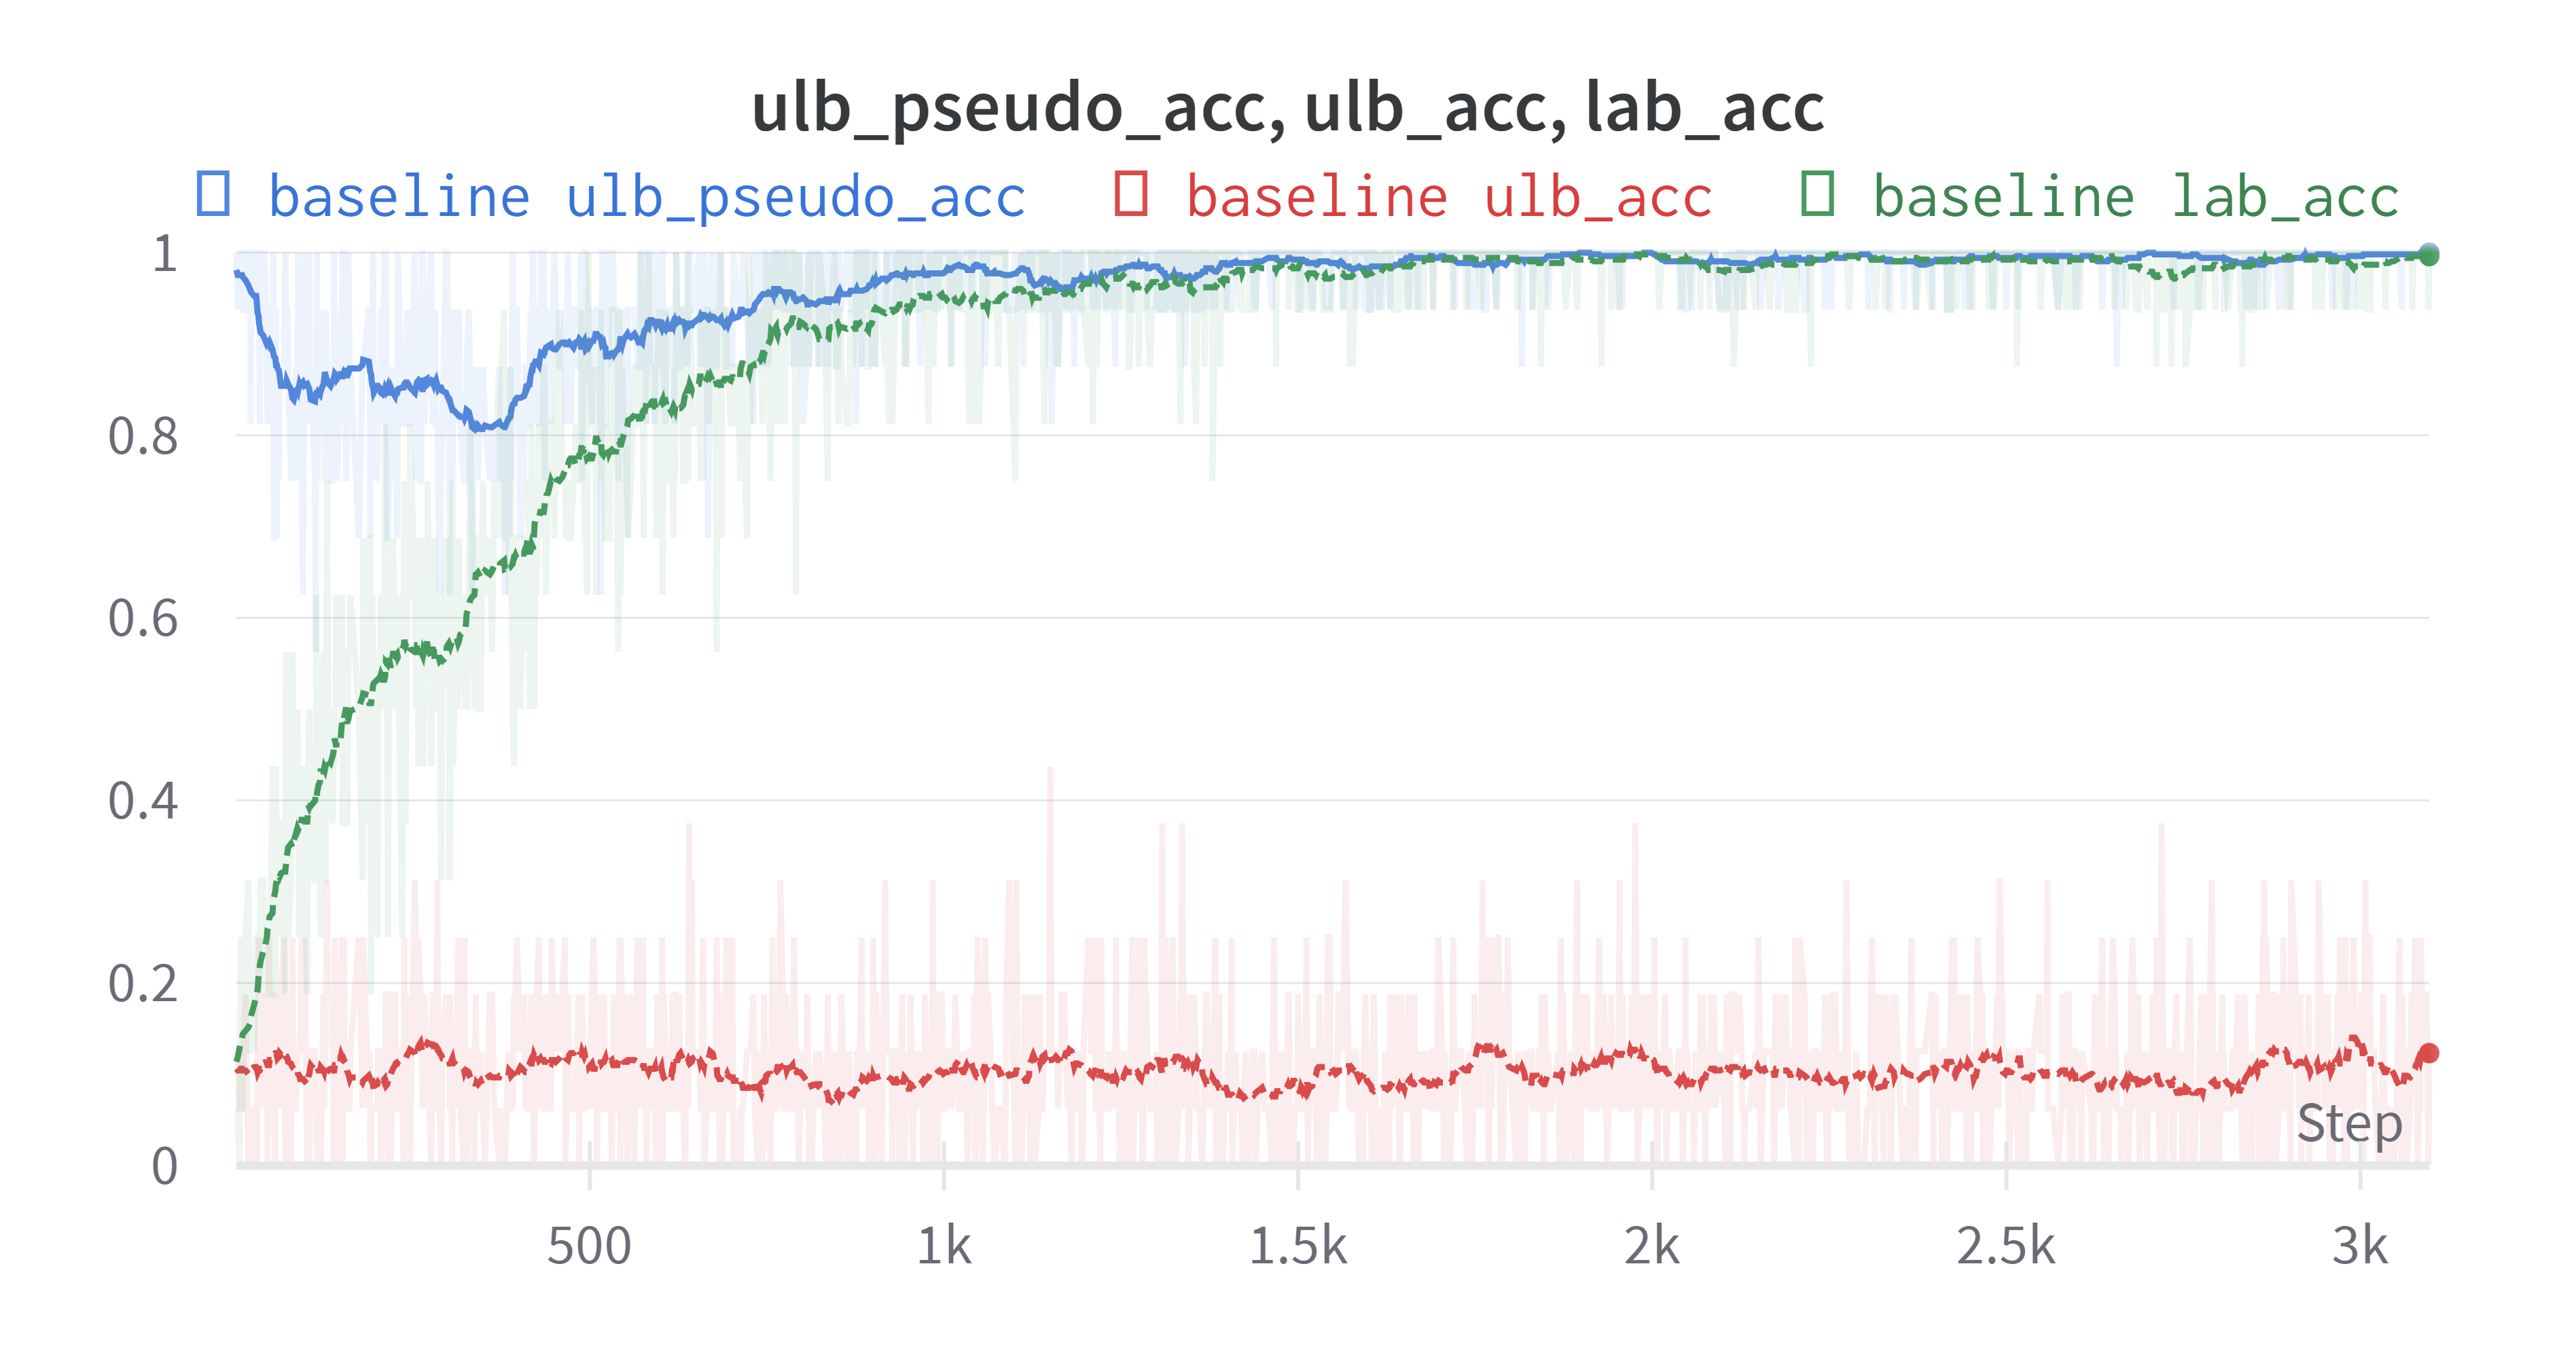 ulb_pseudo_acc, ulb_acc, lab_acc
baseline ulb_pseudo_acc baseline ulb_acc baseline lab_acc
1
0.8
0.6
0.4
0.2
0
Step
500 1k 1.5k 2k 2.5k 3k